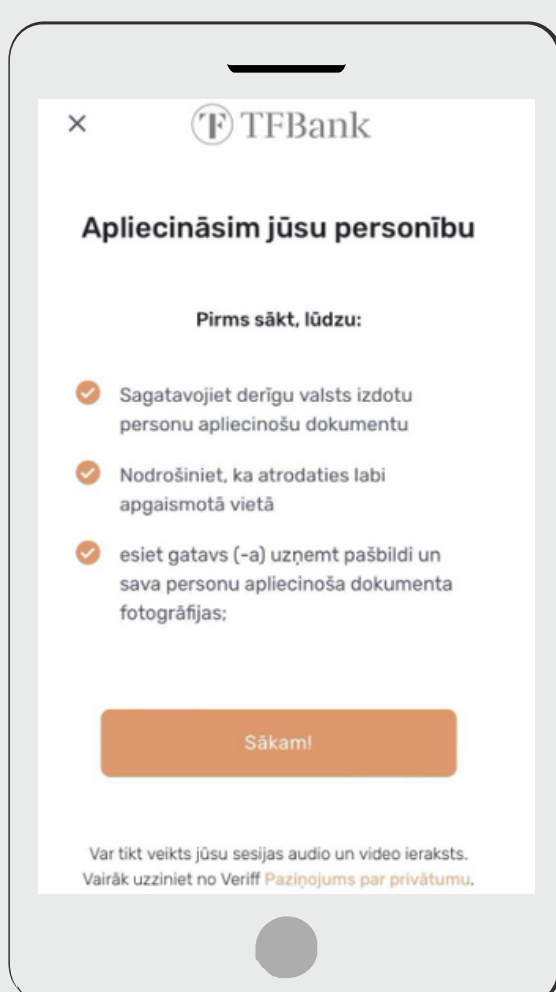 TFBank
Apliecināsim jūsu personību
Pirms sākt, lūdzu:
Sagatavojiet derīgu valsts izdotu
personu apliecinošu dokumentu
Nodrošiniet, ka atrodaties labi
apgaismotā vietā
esiet gatavs (-a) uzņemt pašbildi un
sava personu apliecinoša dokumenta
fotogrāfijas;
Sākam!
Var tikt veikts jūsu sesijas audio un video ieraksts.
Vairāk uzziniet no Veriff Paziņojums par privātumu.